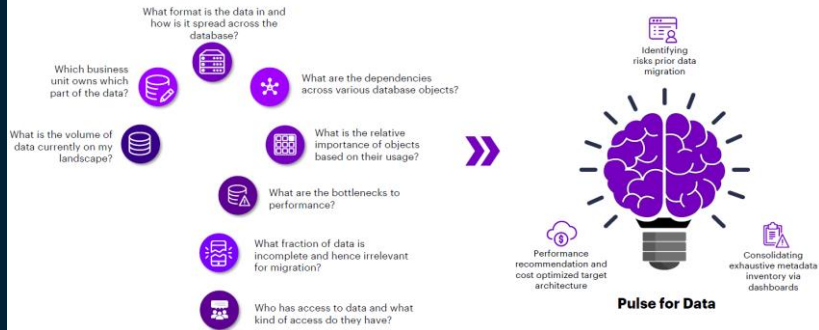 What format is the data in and
how is it spread across the
database?
Which business
unit owns which
part of the data?
What are the dependencies
across various database objects?
What is the volume of
data currently on my
landscape?
What is the relative
importance of objects
based on their usage?
What are the bottlenecks to
performance?
What fraction of data is
incomplete and hence irrelevant
for migration?
Who has access to data and what
kind of access do they have?
Identifying
risks prior data
migration
Performance
recommendation and
cost optimized target
architecture
Consolidating
exhaustive metadata
inventory via
dashboards
Pulse for Data